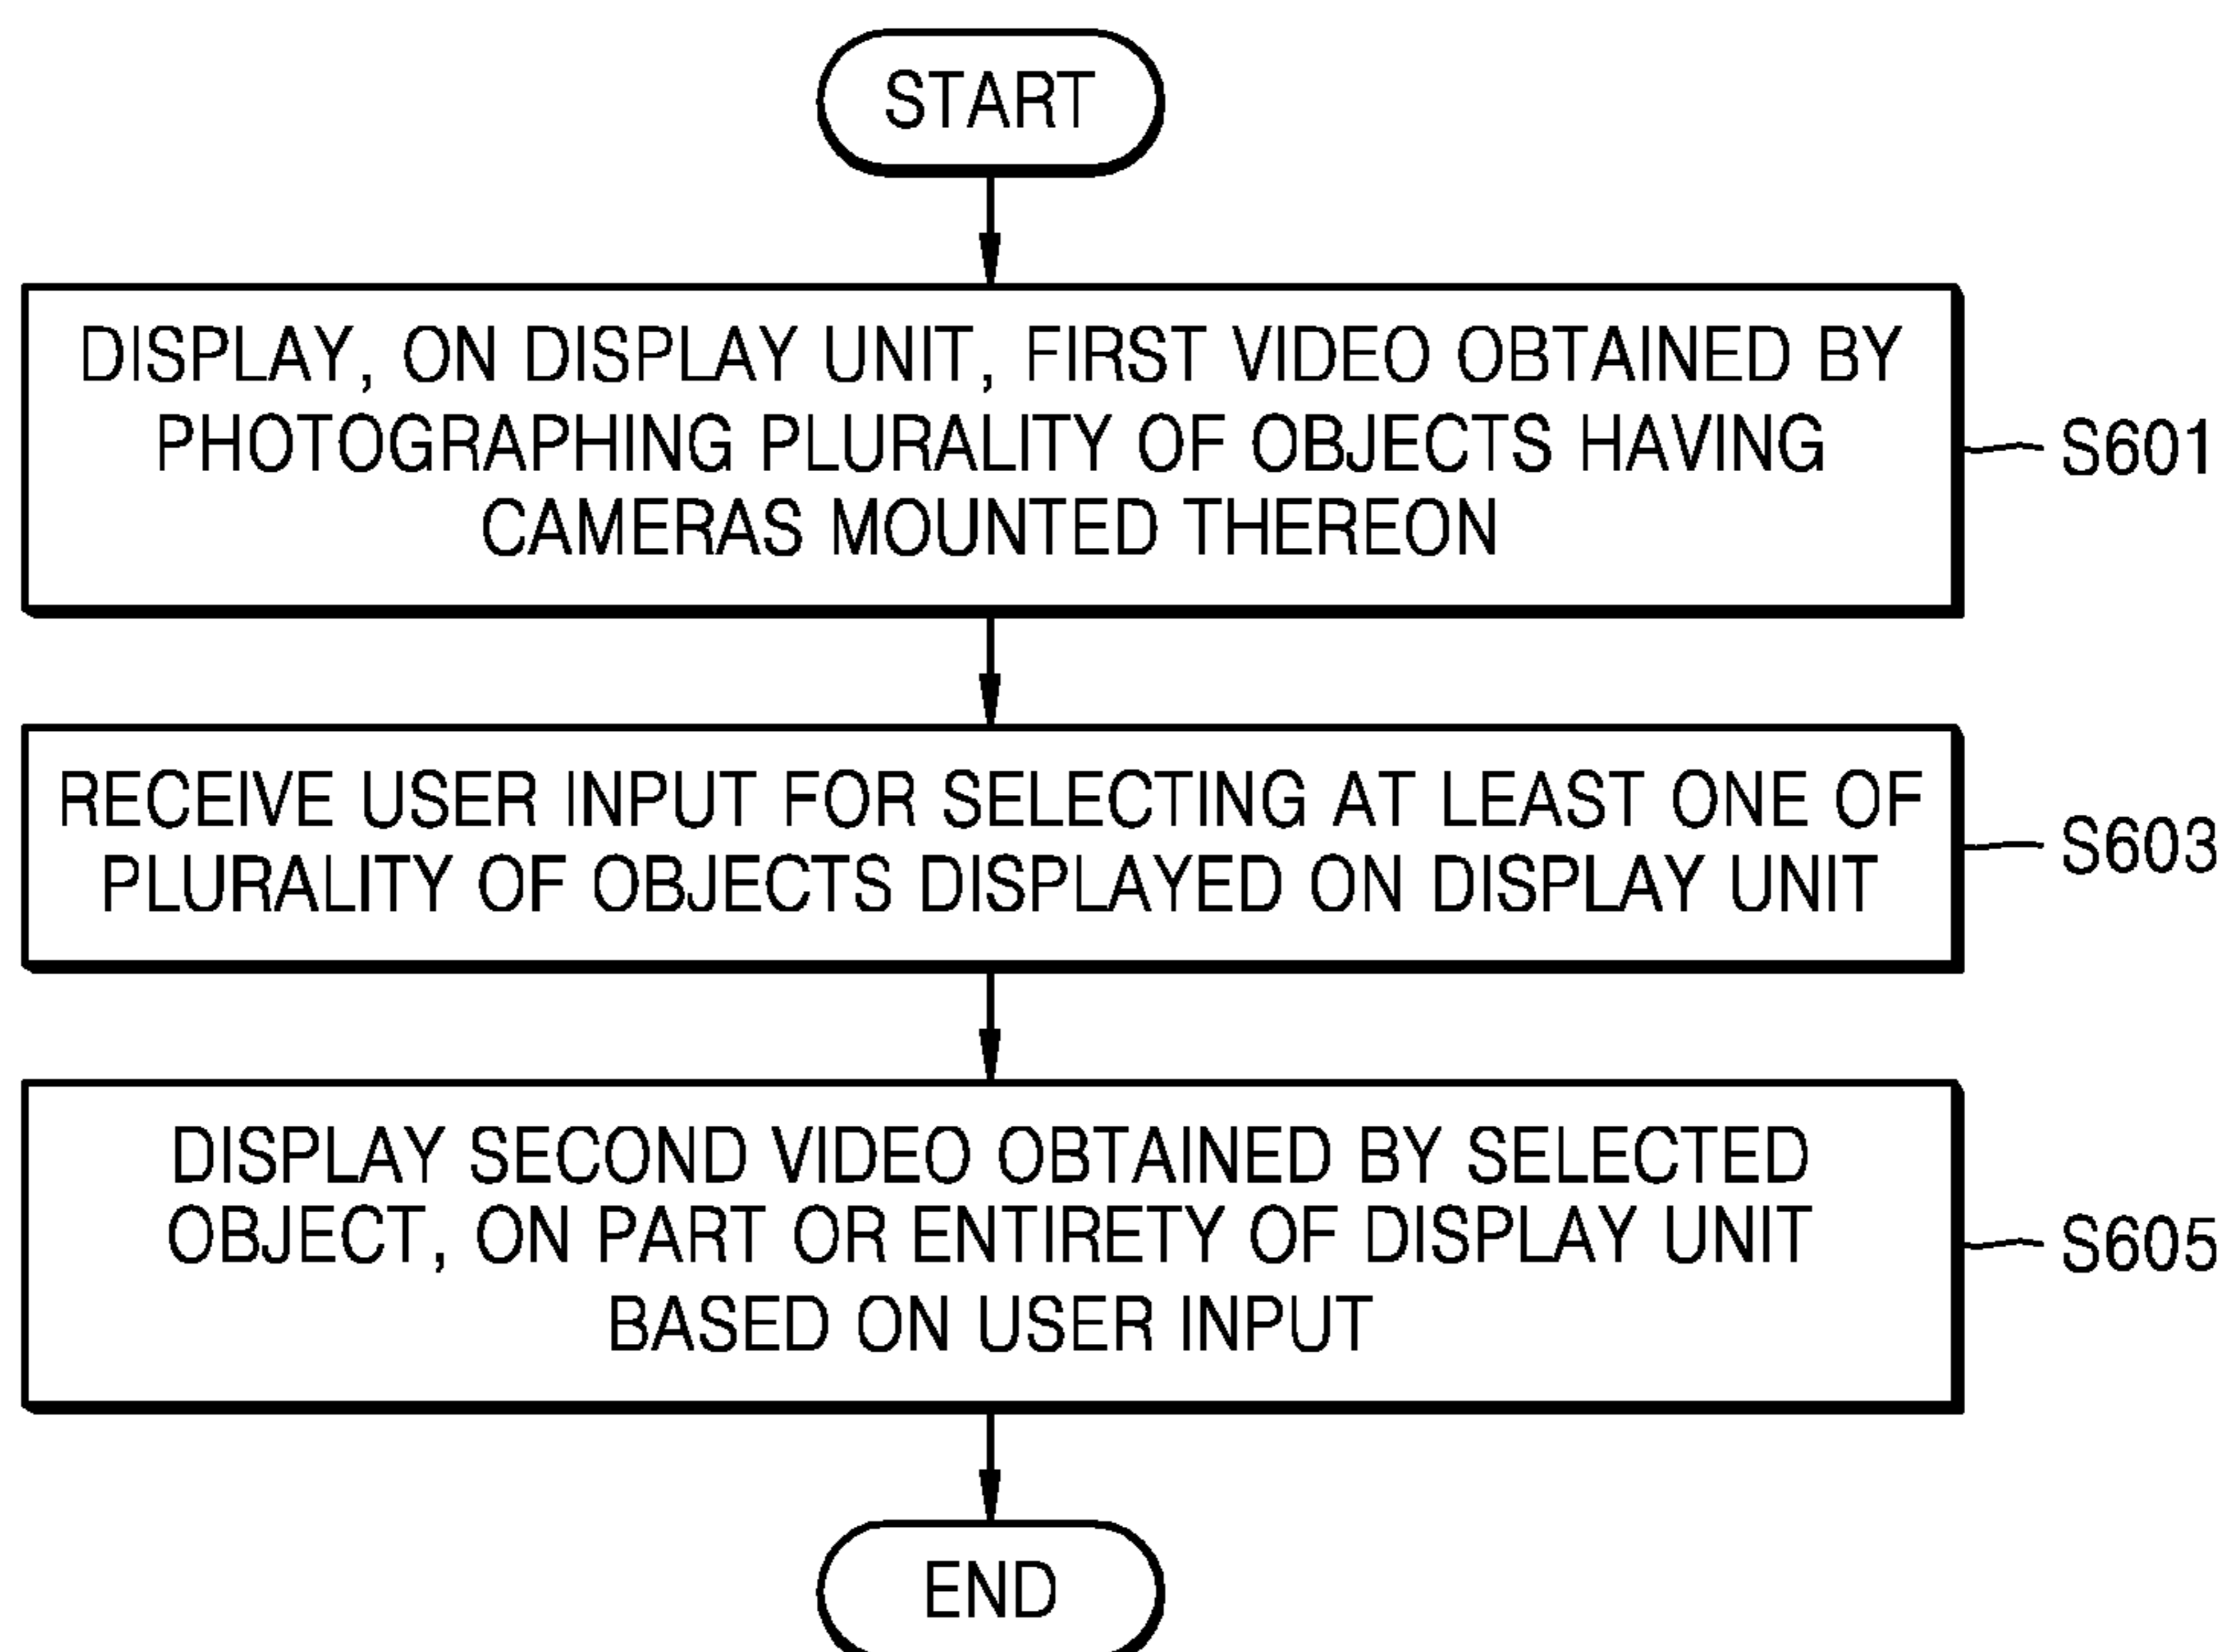 START
DISPLAY, ON DISPLAY UNIT, FIRST VIDEO OBTAINED BY
PHOTOGRAPHING PLURALITY OF OBJECTS HAVING
CAMERAS MOUNTED THEREON
S601
RECEIVE USER INPUT FOR SELECTING AT LEAST ONE OF
PLURALITY OF OBJECTS DISPLAYED ON DISPLAY UNIT
S603
DISPLAY SECOND VIDEO OBTAINED BY SELECTED
OBJECT, ON PART OR ENTIRETY OF DISPLAY UNIT
BASED ON USER INPUT
S605
END